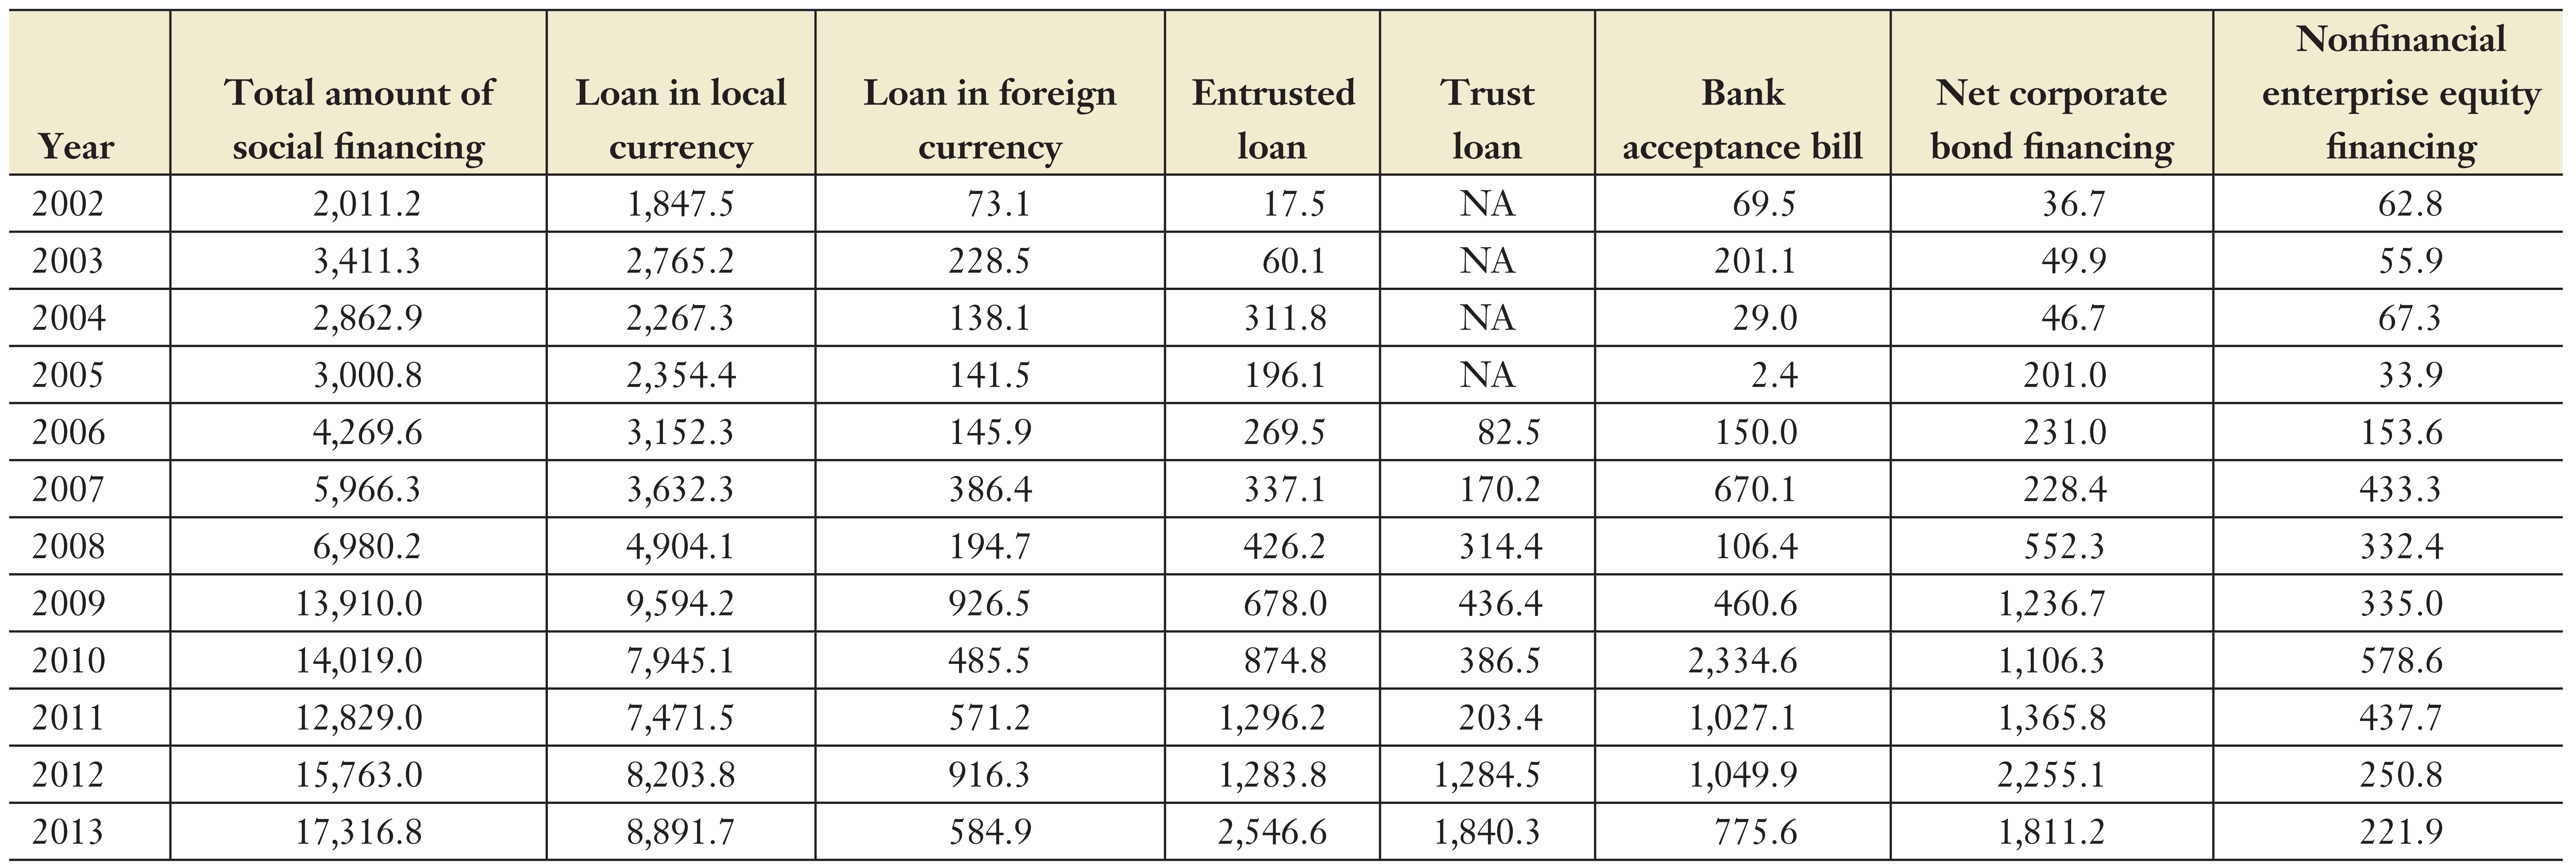 Year Total amount of social financing Loan in local currency Loan in foreign currency Entrusted loan Trust loan Bank acceptance bill Net corporate bond financing Nonfinancial enterprise equity financing
2002 2,011.2 1,847.5 73.1 17.5 NA 69.5 36.7 62.8
2003 3,411.3 2,765.2 228.5 60.1 NA 201.1 49.9 55.9
2004 2,862.9 2,267.3 138.1 311.8 NA 29.0 46.7 67.3
2005 3,000.8 2,354.4 141.5 196.1 NA 2.4 201.0 33.9
2006 4,269.6 3,152.3 145.9 269.5 82.5 150.0 231.0 153.6
2007 5,966.3 3,632.3 386.4 337.1 170.2 670.1 228.4 433.3
2008 6,980.2 4,904.1 194.7 426.2 314.4 106.4 552.3 332.4
2009 13,910.0 9,594.2 926.5 678.0 436.4 460.6 1,236.7 335.0
2010 14,019.0 7,945.1 485.5 874.8 386.5 2,334.6 1,106.3 578.6
2011 12,829.0 7,471.5 571.2 1,296.2 203.4 1,027.1 1,365.8 437.7
2012 15,763.0 8,203.8 916.3 1,283.8 1,284.5 1,049.9 2,255.1 250.8
2013 17,316.8 8,891.7 584.9 2,546.6 1,840.3 775.6 1,811.2 221.9